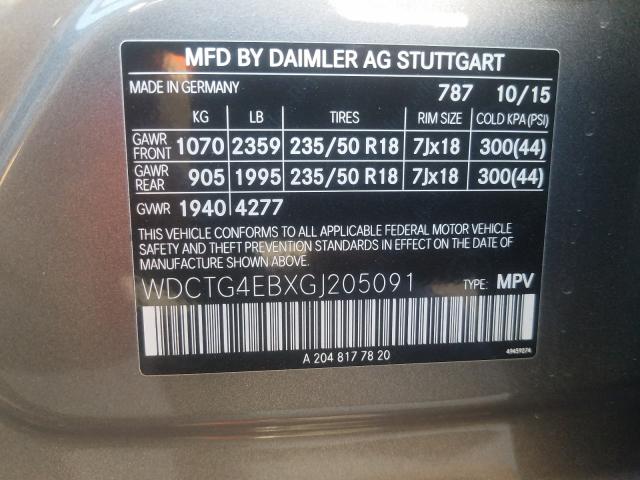 MFD BY DAIMLER AG STUTTGART
MADE IN GERMANY 787 10/15
KG LB TIRES RIM SIZE COLD KPA(PSI)
GAWR FRONT 1070 2359 235/50 R18 7Jx18 300(44)
GAWR REAR 905 1995 235/50 R18 7Jx18 300(44)
GVWR 1940 4277
THIS VEHICLE CONFORMS TO ALL APPLICABLE FEDERAL MOTOR VEHICLE
SAFETY AND THEFT PREVENTION STANDARDS IN EFFECT ON THE DATE OF
MANUFACTURE SHOWN ABOVE.
WDCTG4EBXGJ205091 TYPE: MPV
A 204 817 78 20 49459274